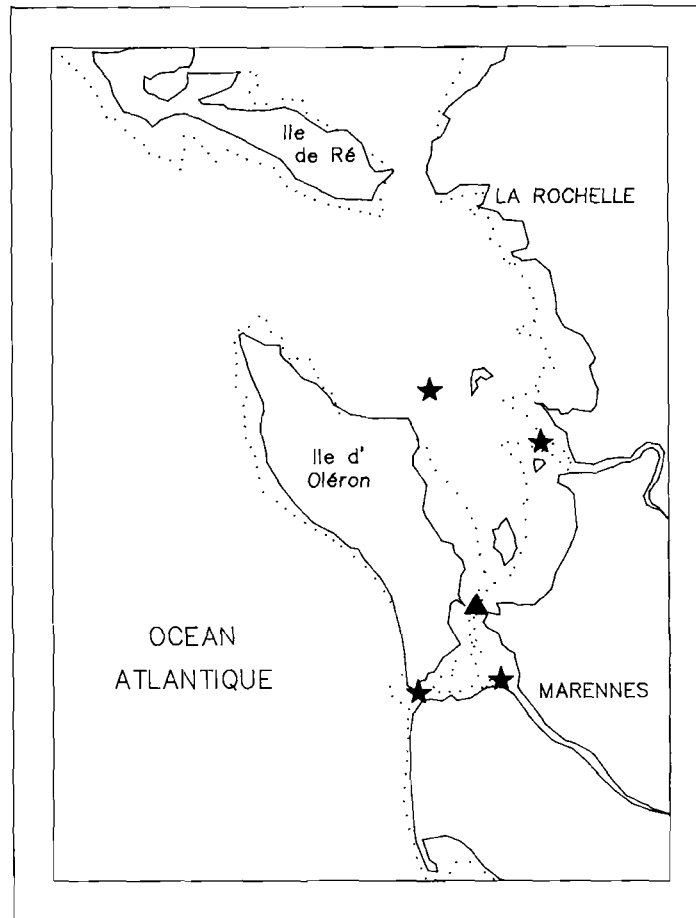 Ile
de Ré
LA ROCHELLE
Ile d'
Oléron
OCEAN
ATLANTIQUE
MARENNES